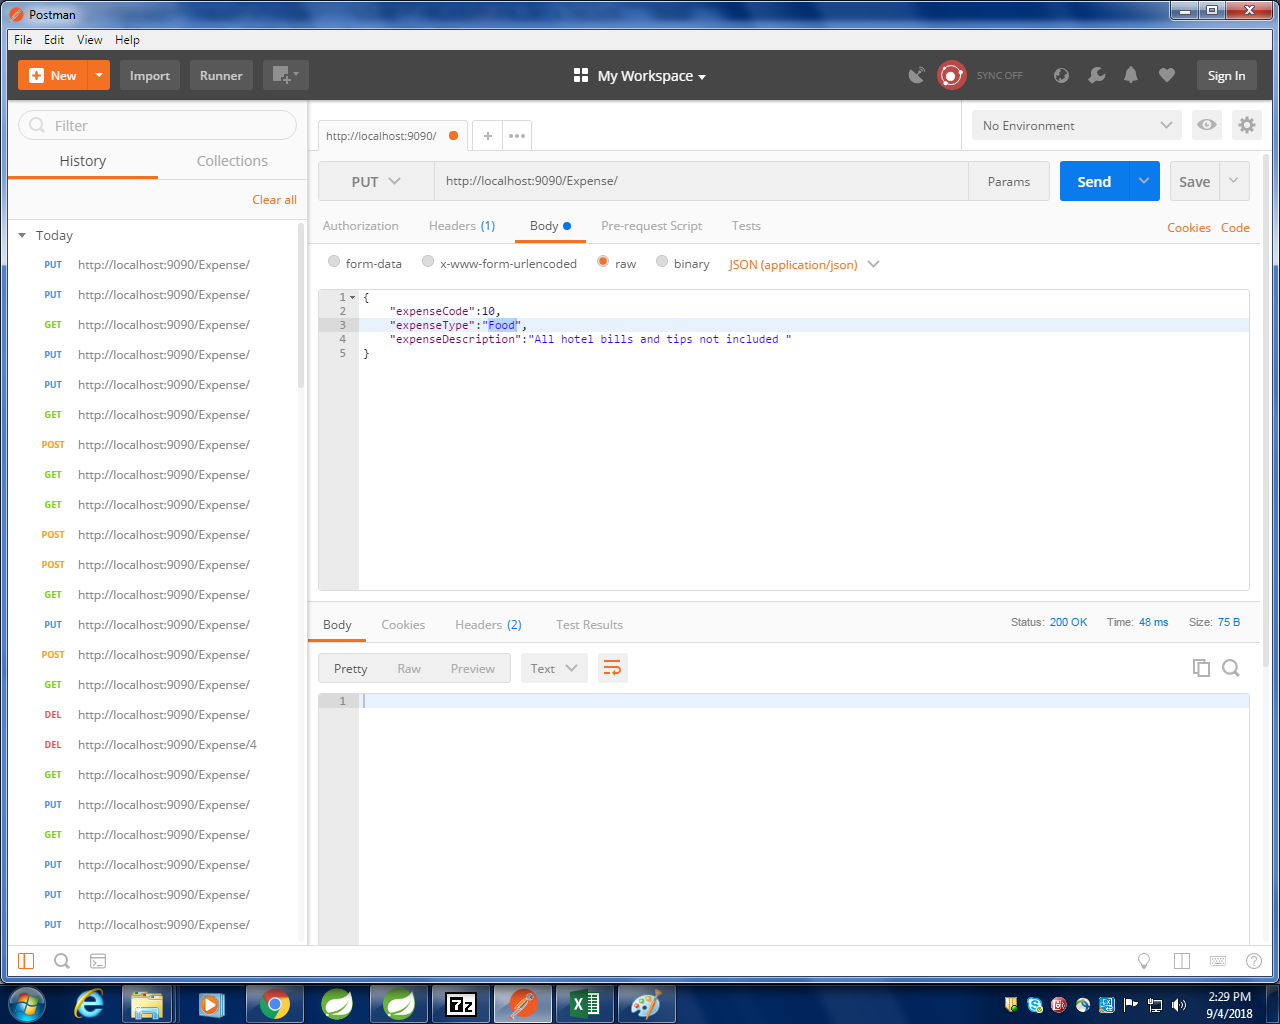 Postman
File Edit View Help
New Import Runner My Workspace SYNC OFF Sign In
Filter
History Collections
Clear all
Today
PUT http://localhost:9090/Expense/
PUT http://localhost:9090/Expense/
GET http://localhost:9090/Expense/
PUT http://localhost:9090/Expense/
PUT http://localhost:9090/Expense/
GET http://localhost:9090/Expense/
POST http://localhost:9090/Expense/
GET http://localhost:9090/Expense/
GET http://localhost:9090/Expense/
POST http://localhost:9090/Expense/
POST http://localhost:9090/Expense/
GET http://localhost:9090/Expense/
PUT http://localhost:9090/Expense/
POST http://localhost:9090/Expense/
GET http://localhost:9090/Expense/
DEL http://localhost:9090/Expense/
DEL http://localhost:9090/Expense/4
GET http://localhost:9090/Expense/
PUT http://localhost:9090/Expense/
GET http://localhost:9090/Expense/
PUT http://localhost:9090/Expense/
PUT http://localhost:9090/Expense/
PUT http://localhost:9090/Expense/
http://localhost:9090/ + •••
No Environment
PUT http://localhost:9090/Expense/ Params Send Save
Authorization Headers (1) Body Pre-request Script Tests Cookies Code
form-data x-www-form-urlencoded raw binary JSON (application/json)
1 {
2 "expenseCode":10,
3 "expenseType":"Food",
4 "expenseDescription":"All hotel bills and tips not included "
5 }
Body Cookies Headers (2) Test Results Status: 200 OK Time: 48 ms Size: 75 B
Pretty Raw Preview Text
1
7z
2:29 PM
9/4/2018